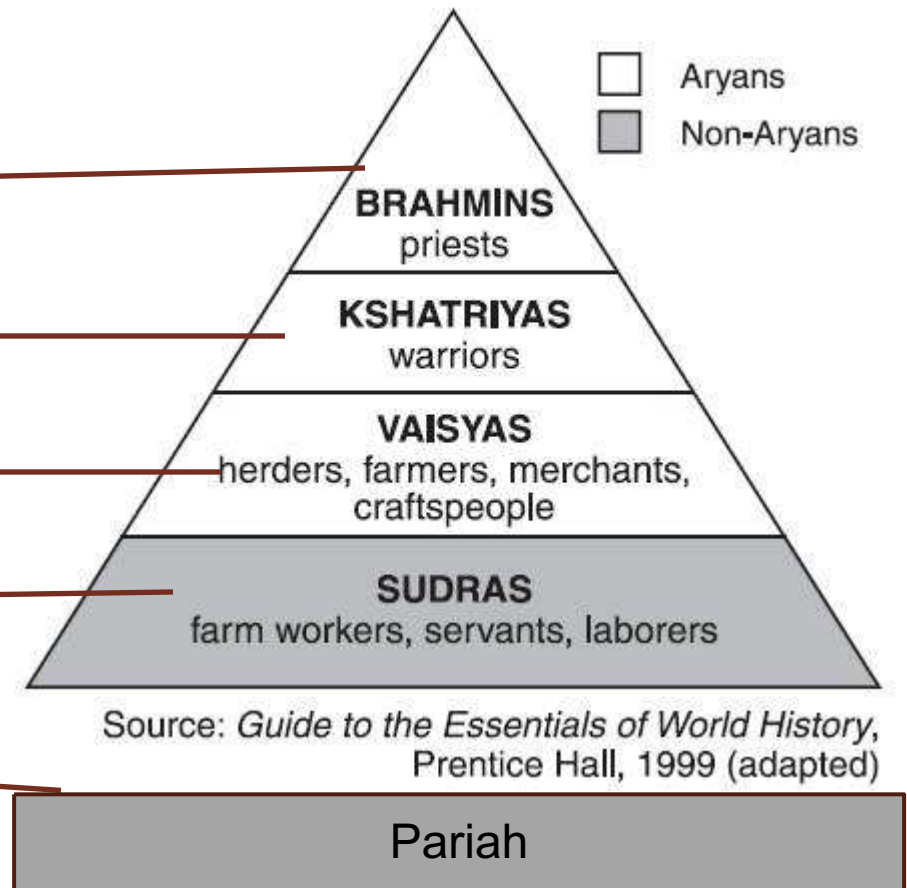 Aryans
Non-Aryans
BRAHMINS
priests
KSHATRIYAS
warriors
VAISYAS
herders, farmers, merchants,
craftspeople
SUDRAS
farm workers, servants, laborers
Source: Guide to the Essentials of World History,
Prentice Hall, 1999 (adapted)
Pariah